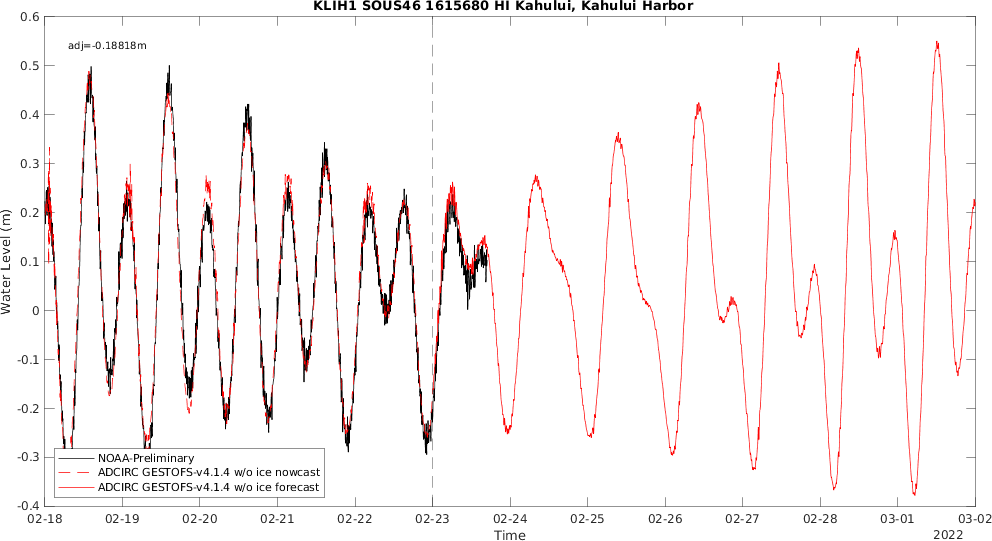 KLIH1 SOUS46 1615680 HI Kahului, Kahului Harbor
adj=-0.18818m
0.6
0.5
0.4
0.3
0.2
0.1
0
-0.1
-0.2
-0.3
-0.4
Water Level (m)
NOAA-Preliminary
ADCIRC GESTOFS-v4.1.4 w/o ice nowcast
ADCIRC GESTOFS-v4.1.4 w/o ice forecast
02-18 02-19 02-20 02-21 02-22 02-23 02-24 02-25 02-26 02-27 02-28 03-01 03-02
Time
2022